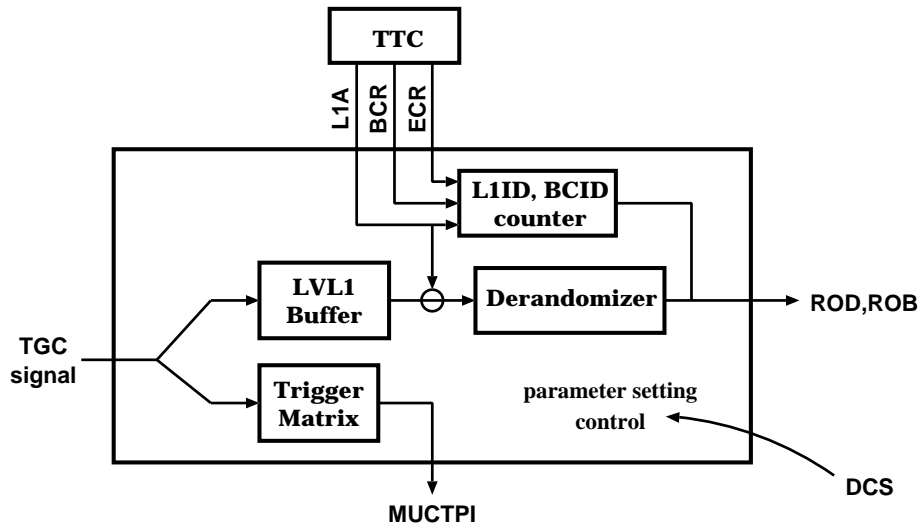 TTC
L1A
BCR
ECR
L1ID, BCID
counter
LVL1
Buffer
Derandomizer
ROD,ROB
TGC
signal
Trigger
Matrix
parameter setting
control
DCS
MUCTPI